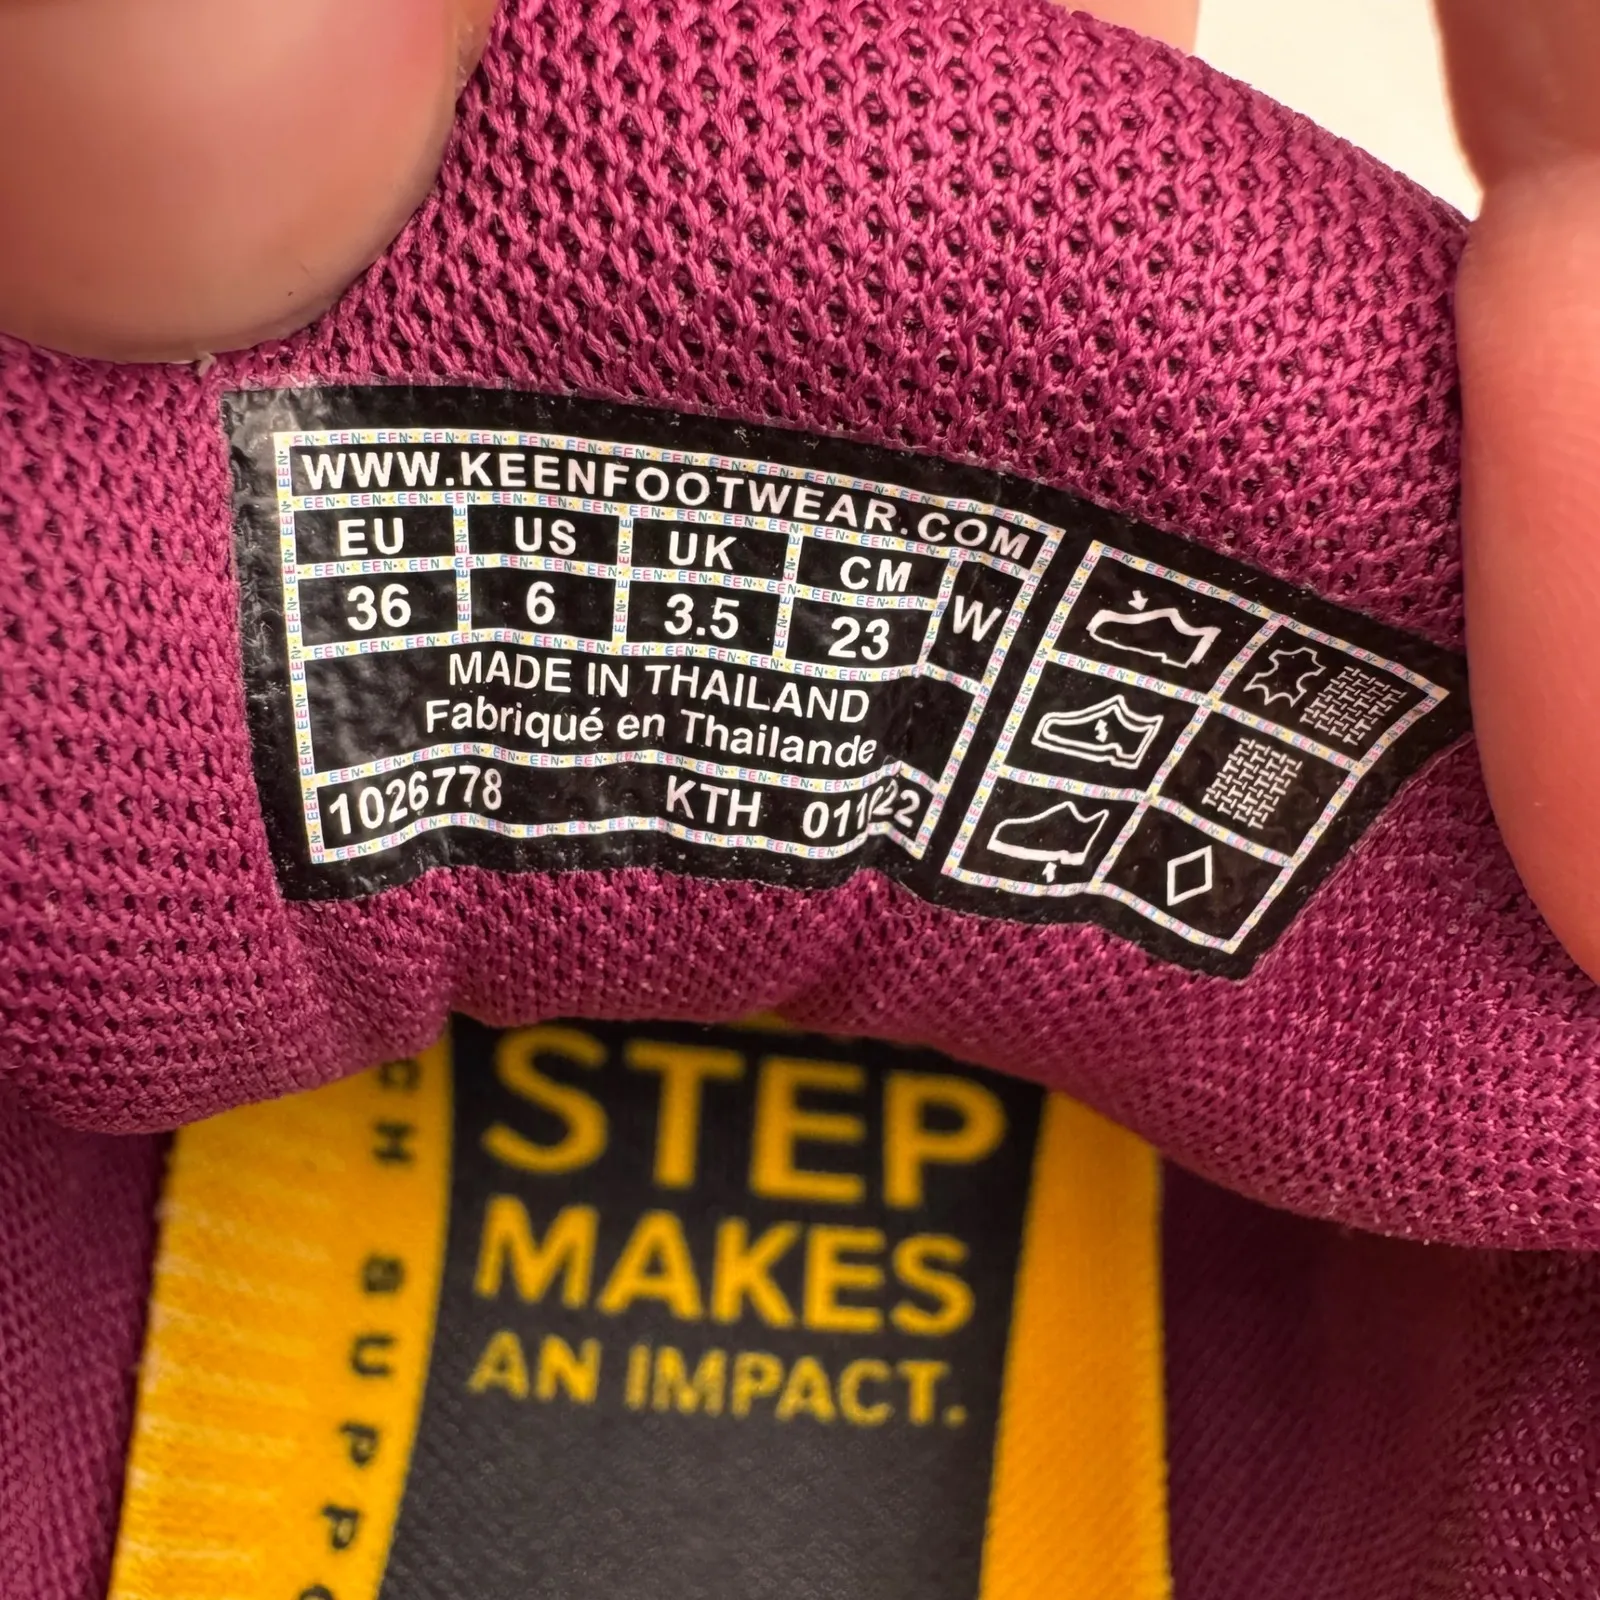 WWW.KEENFOOTWEAR.COM
EU US UK CM W
36 6 3.5 23
MADE IN THAILAND
Fabriqué en Thaïlande
1026778 KTH
STEP
MAKES
AN IMPACT.